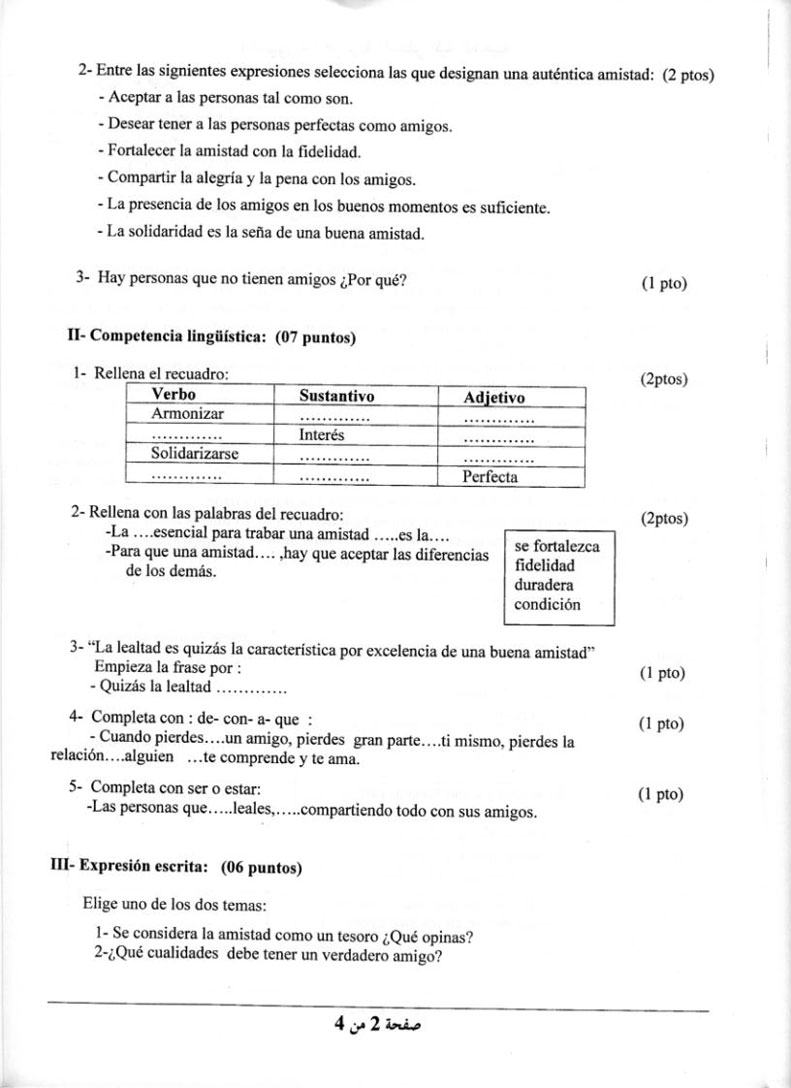 2- Entre las signientes expresiones selecciona las que designan una auténtica amistad: (2 ptos)
- Aceptar a las personas tal como son.
- Desear tener a las personas perfectas como amigos.
- Fortalecer la amistad con la fidelidad.
- Compartir la alegría y la pena con los amigos.
- La presencia de los amigos en los buenos momentos es suficiente.
- La solidaridad es la seña de una buena amistad.
3- Hay personas que no tienen amigos ¿Por qué? (1 pto)
II- Competencia lingüística: (07 puntos)
1- Rellena el recuadro: (2ptos)
Verbo Sustantivo Adjetivo
Armonizar ............. .............
............. Interés .............
Solidarizarse ............. .............
............. ............. Perfecta
2- Rellena con las palabras del recuadro: (2ptos)
-La ….esencial para trabar una amistad …..es la….
-Para que una amistad…. ,hay que aceptar las diferencias
de los demás.
se fortalezca
fidelidad
duradera
condición
3- “La lealtad es quizás la característica por excelencia de una buena amistad”
Empieza la frase por : (1 pto)
- Quizás la lealtad ………….
4- Completa con : de- con- a- que : (1 pto)
- Cuando pierdes….un amigo, pierdes gran parte….ti mismo, pierdes la
relación….alguien …te comprende y te ama.
5- Completa con ser o estar: (1 pto)
-Las personas que…..leales,…..compartiendo todo con sus amigos.
III- Expresión escrita: (06 puntos)
Elige uno de los dos temas:
1- Se considera la amistad como un tesoro ¿Qué opinas?
2-¿Qué cualidades debe tener un verdadero amigo?
صفحة 2 من 4